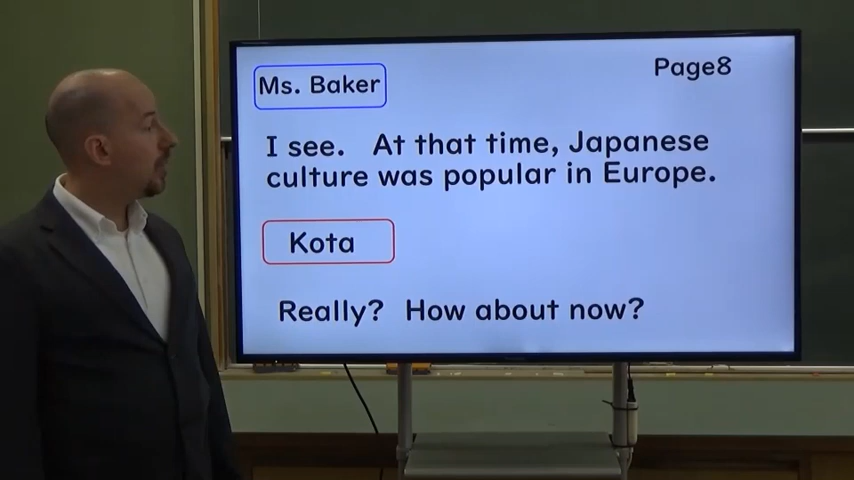 Page8
Ms. Baker
I see. At that time, Japanese
culture was popular in Europe.
Kota
Really? How about now?